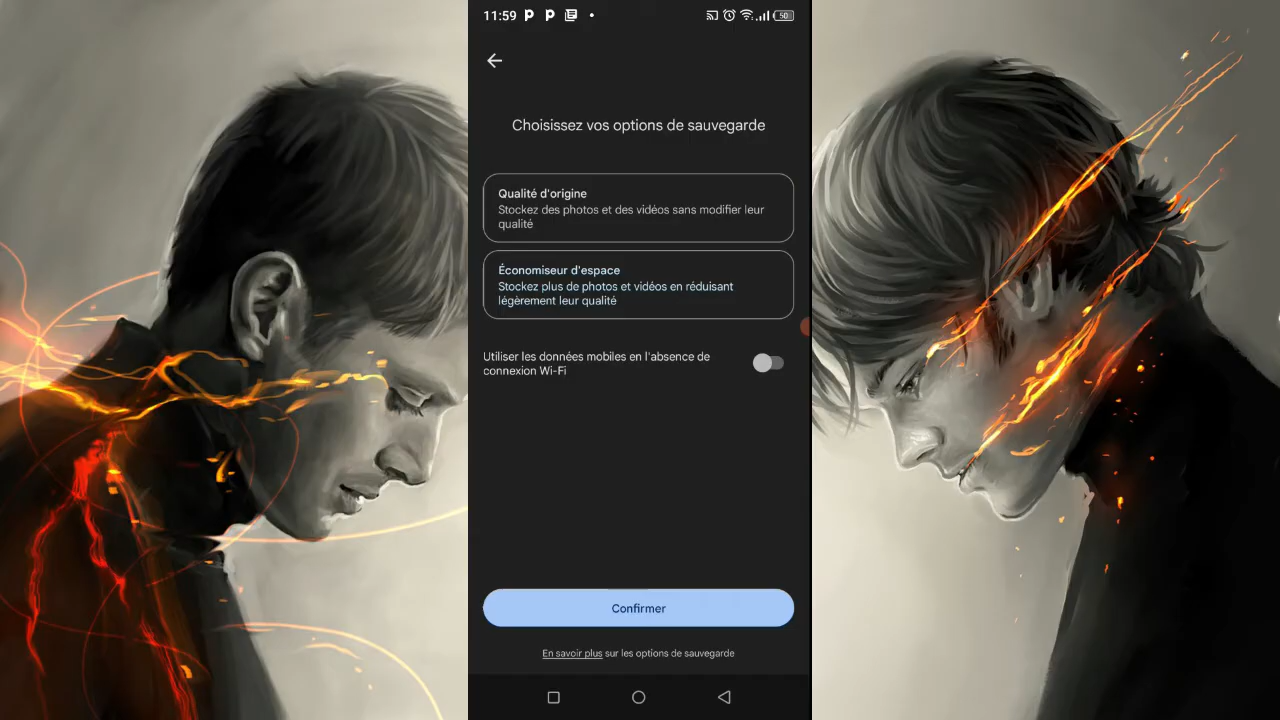 11:59
50
Choisissez vos options de sauvegarde
Qualité d'origine
Stockez des photos et des vidéos sans modifier leur
qualité
Économiseur d'espace
Stockez plus de photos et vidéos en réduisant
légèrement leur qualité
Utiliser les données mobiles en l'absence de
connexion Wi-Fi
Confirmer
En savoir plus sur les options de sauvegarde